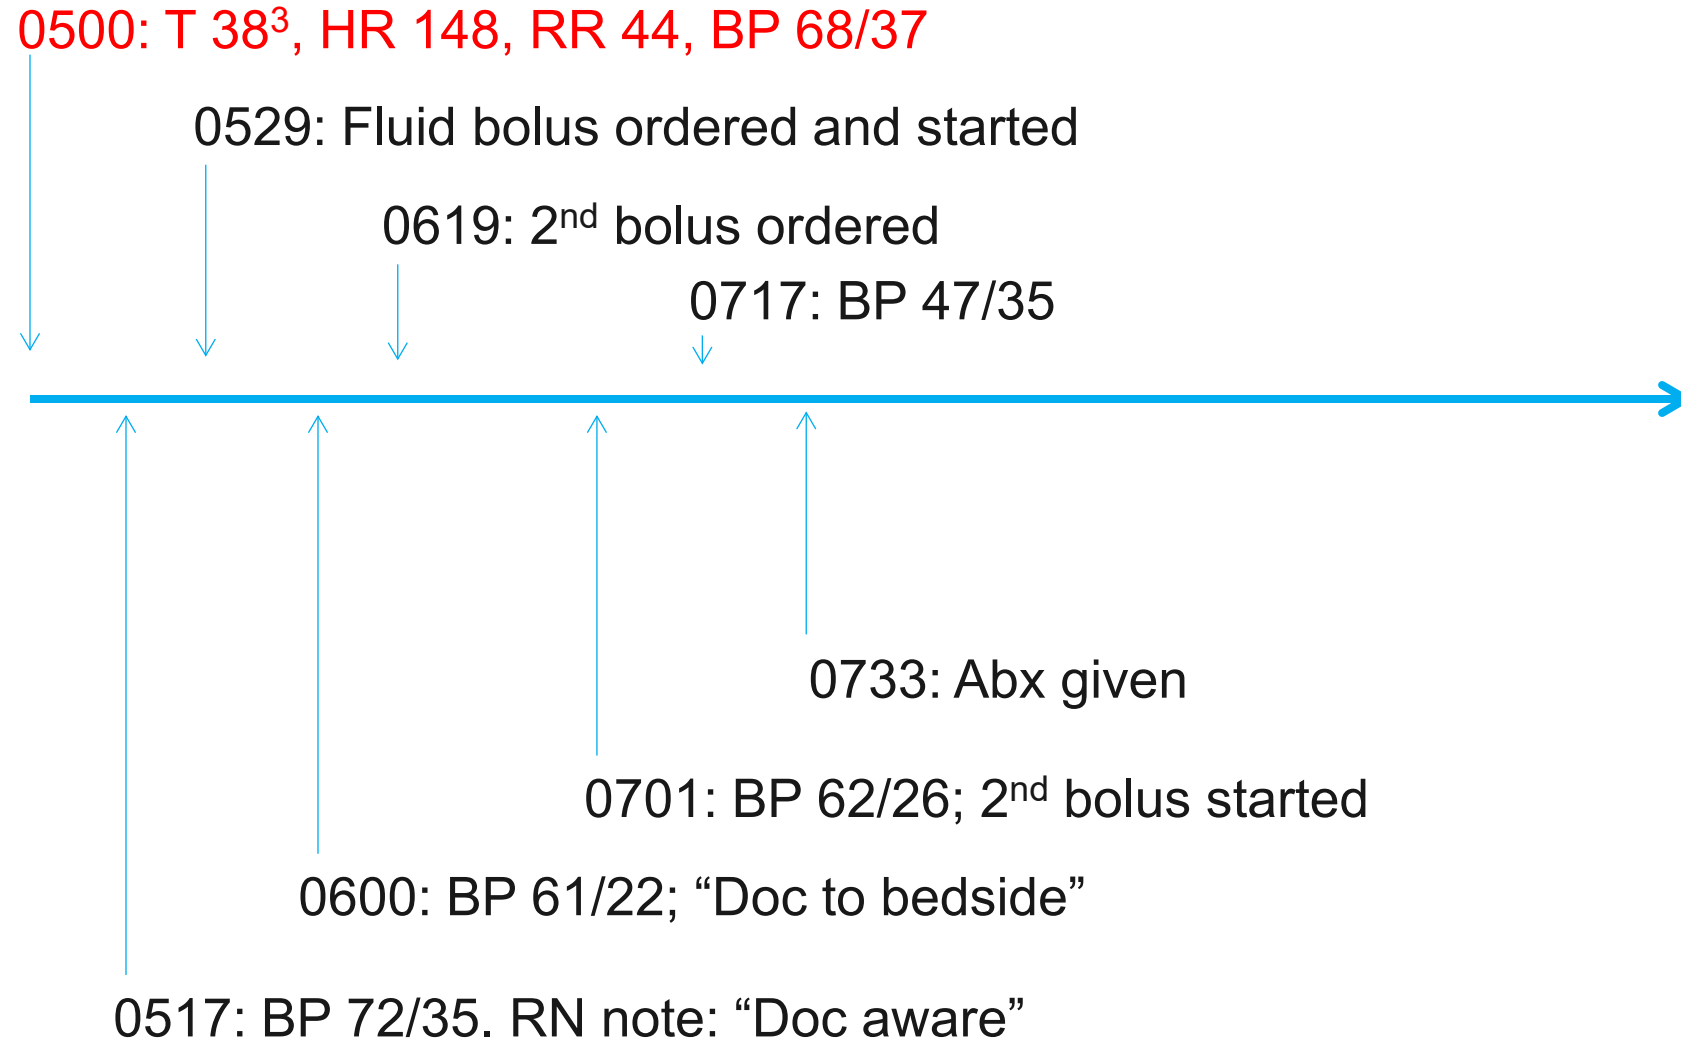 0500: T 38³, HR 148, RR 44, BP 68/37
0529: Fluid bolus ordered and started
0619: 2ⁿᵈ bolus ordered
0717: BP 47/35
0733: Abx given
0701: BP 62/26; 2ⁿᵈ bolus started
0600: BP 61/22; “Doc to bedside”
0517: BP 72/35. RN note: “Doc aware”